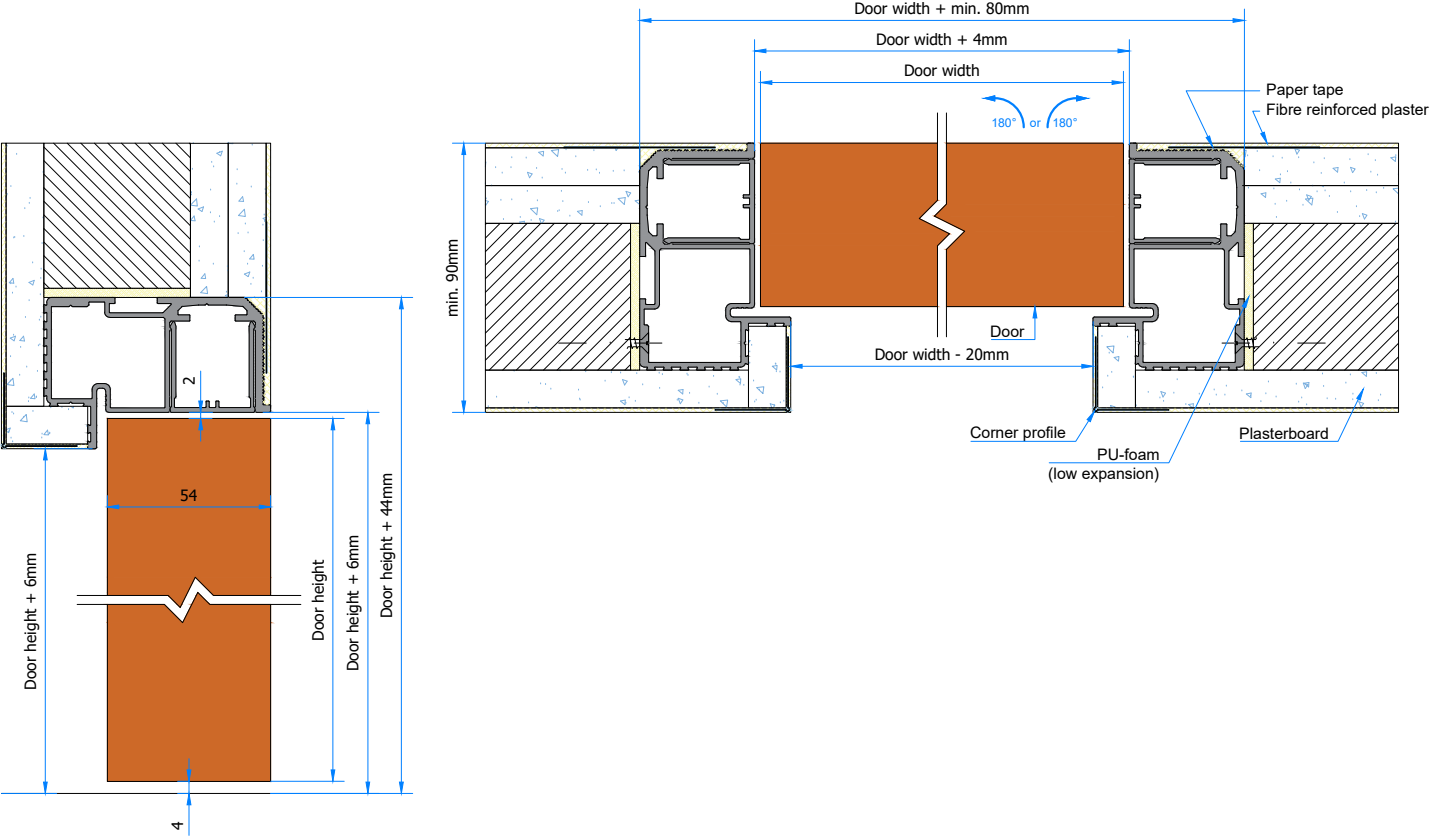 Door width + min. 80mm
Door width + 4mm
Door width
180° or 180°
Paper tape
Fibre reinforced plaster
min. 90mm
Door
Door width - 20mm
Corner profile
PU-foam
(low expansion)
Plasterboard
2
54
Door height + 6mm
Door height
Door height + 6mm
Door height + 44mm
4